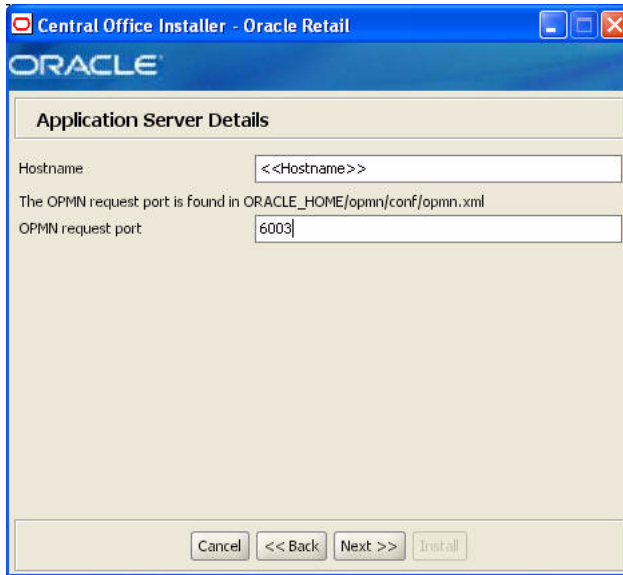 Central Office Installer - Oracle Retail
ORACLE
Application Server Details
Hostname <<Hostname>>
The OPMN request port is found in ORACLE_HOME/opmn/conf/opmn.xml
OPMN request port 6003
Cancel << Back Next >> Install